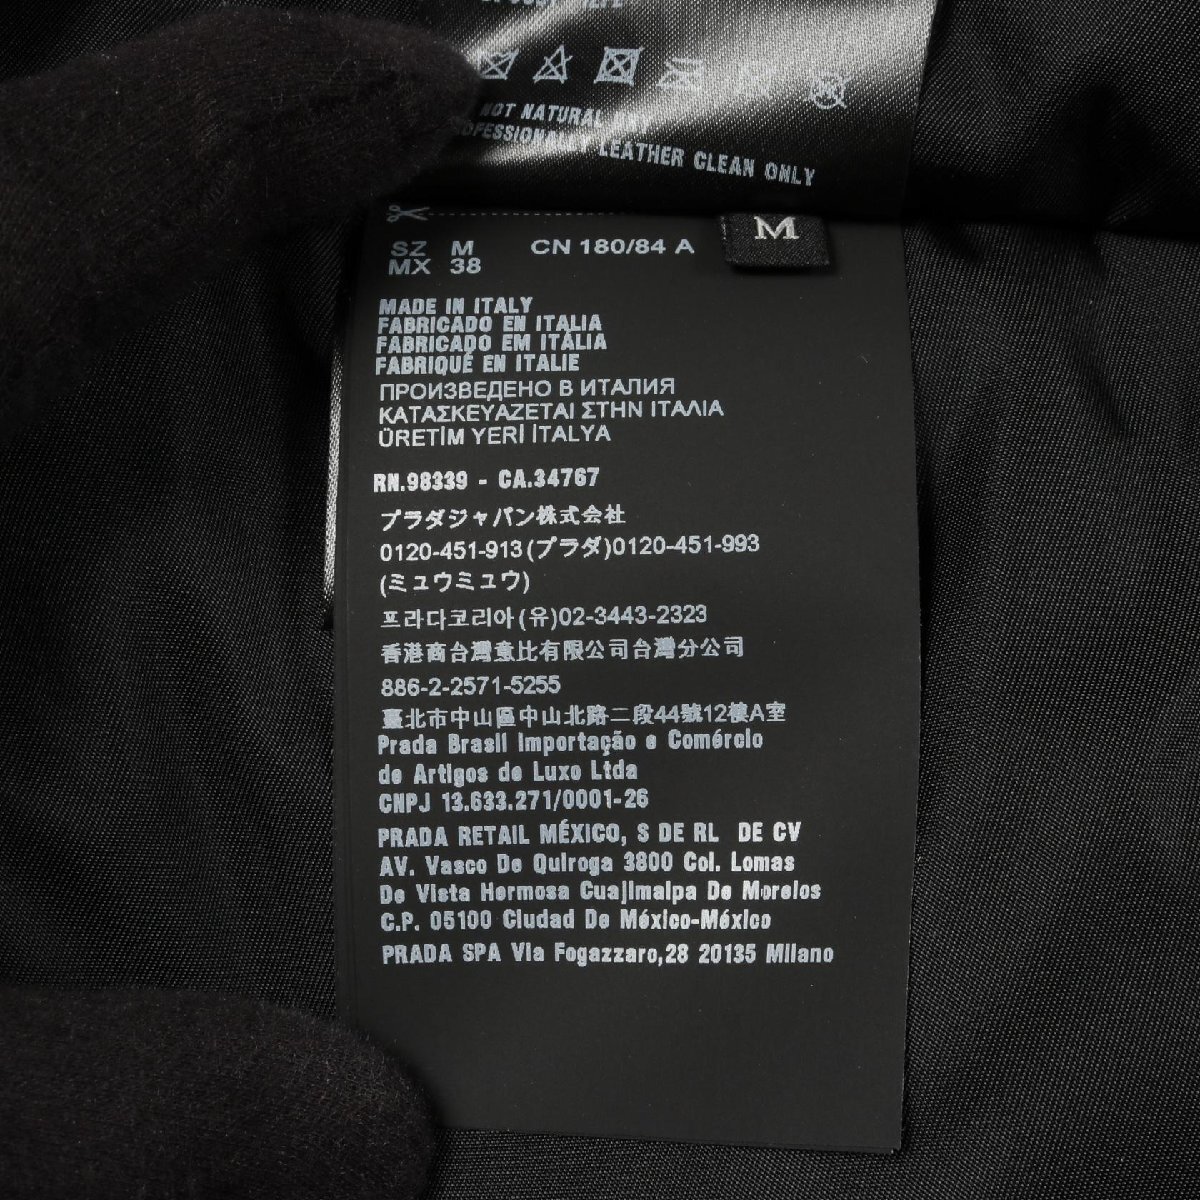 NOT NATURAL
PROFESSIONALLY LEATHER CLEAN ONLY
M
SZ M CN 180/84 A
MX 38
MADE IN ITALY
FABRICADO EN ITALIA
FABRICADO EM ITÁLIA
FABRIQUÉ EN ITALIE
ПРОИЗВЕДЕНО В ИТАЛИЯ
ΚΑΤΑΣΚΕΥΑΖΕΤΑΙ ΣΤΗΝ ΙΤΑΛΙΑ
ÜRETİM YERİ İTALYA
RN.98339 - CA.34767
プラダジャパン株式会社
0120-451-913(プラダ)0120-451-993
(ミュウミュウ)
프라다코리아(유)02-3443-2323
香港商台灣意比有限公司台灣分公司
886-2-2571-5255
臺北市中山區中山北路二段44號12樓A室
Prada Brasil Importação e Comércio
de Artigos de Luxo Ltda
CNPJ 13.633.271/0001-26
PRADA RETAIL MÉXICO, S DE RL DE CV
AV. Vasco De Quiroga 3800 Col. Lomas
De Vista Hermosa Cuajimalpa De Morelos
C.P. 05100 Ciudad De México-México
PRADA SPA Via Fogazzaro,28 20135 Milano